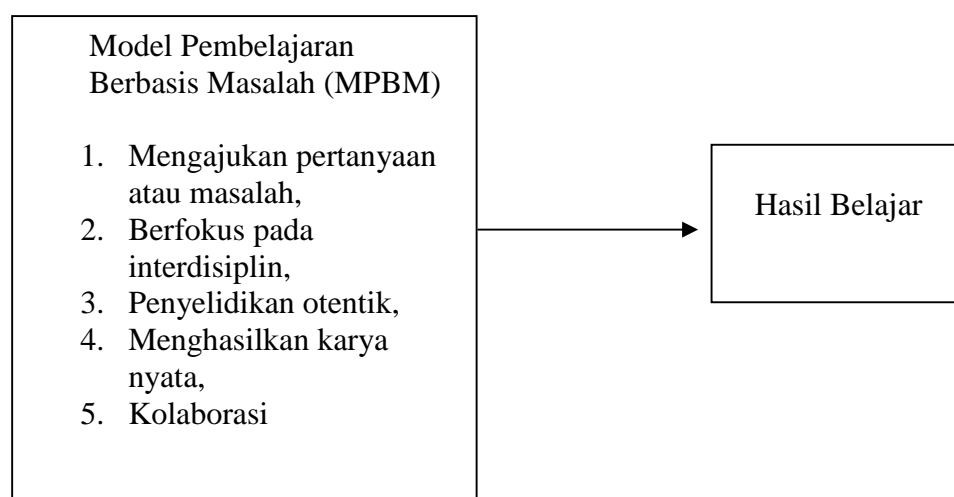 Model Pembelajaran
Berbasis Masalah (MPBM)
1. Mengajukan pertanyaan
atau masalah,
2. Berfokus pada
interdisiplin,
3. Penyelidikan otentik,
4. Menghasilkan karya
nyata,
5. Kolaborasi
Hasil Belajar